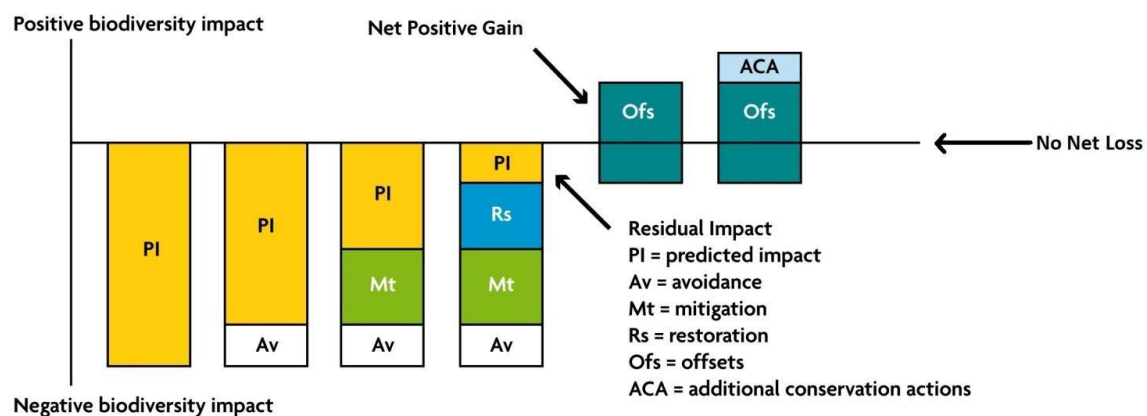 Positive biodiversity impact
Net Positive Gain
ACA
Ofs
Ofs
No Net Loss
PI
PI
PI
PI
Rs
Mt
Mt
Av
Av
Av
Residual Impact
PI = predicted impact
Av = avoidance
Mt = mitigation
Rs = restoration
Ofs = offsets
ACA = additional conservation actions
Negative biodiversity impact